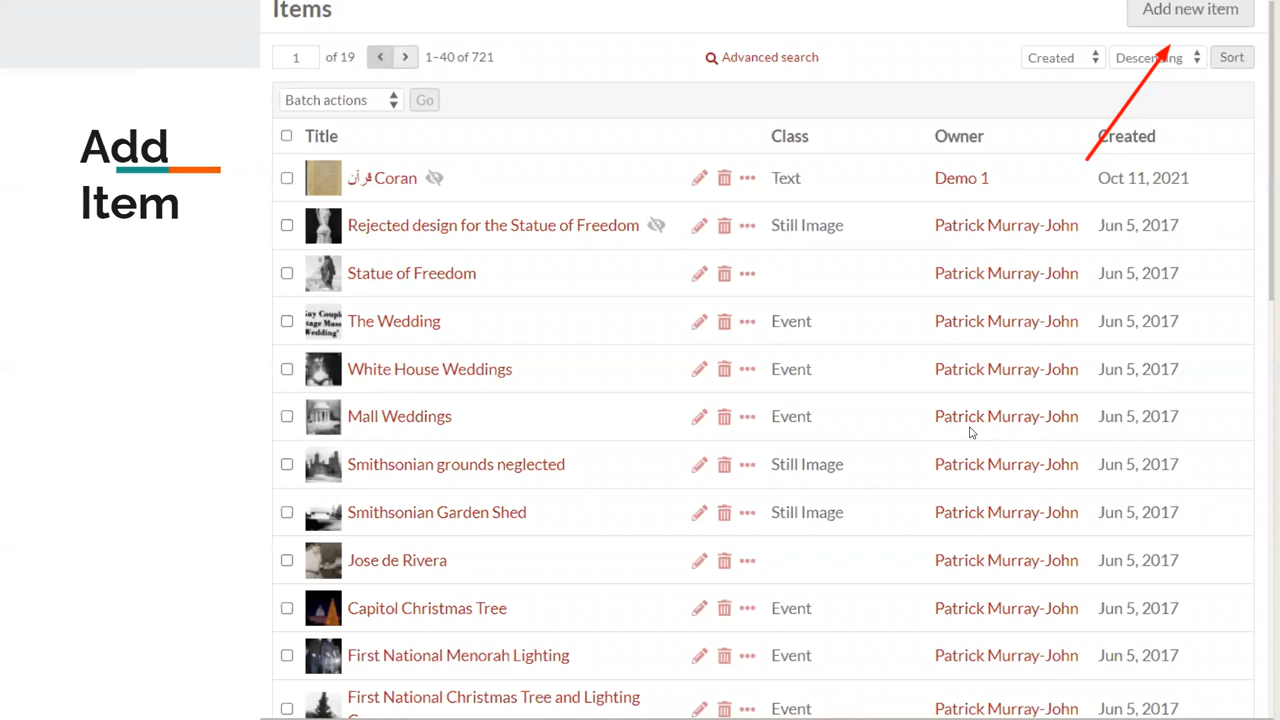 Items
Add new item
1 of 19 1–40 of 721 Advanced search Created Descending Sort
Add
Item
Batch actions Go
Title Class Owner Created
قرآن Coran Text Demo 1 Oct 11, 2021
Rejected design for the Statue of Freedom Still Image Patrick Murray-John Jun 5, 2017
Statue of Freedom Patrick Murray-John Jun 5, 2017
The Wedding Event Patrick Murray-John Jun 5, 2017
White House Weddings Event Patrick Murray-John Jun 5, 2017
Mall Weddings Event Patrick Murray-John Jun 5, 2017
Smithsonian grounds neglected Still Image Patrick Murray-John Jun 5, 2017
Smithsonian Garden Shed Still Image Patrick Murray-John Jun 5, 2017
Jose de Rivera Patrick Murray-John Jun 5, 2017
Capitol Christmas Tree Event Patrick Murray-John Jun 5, 2017
First National Menorah Lighting Event Patrick Murray-John Jun 5, 2017
First National Christmas Tree and Lighting Event Patrick Murray-John Jun 5, 2017